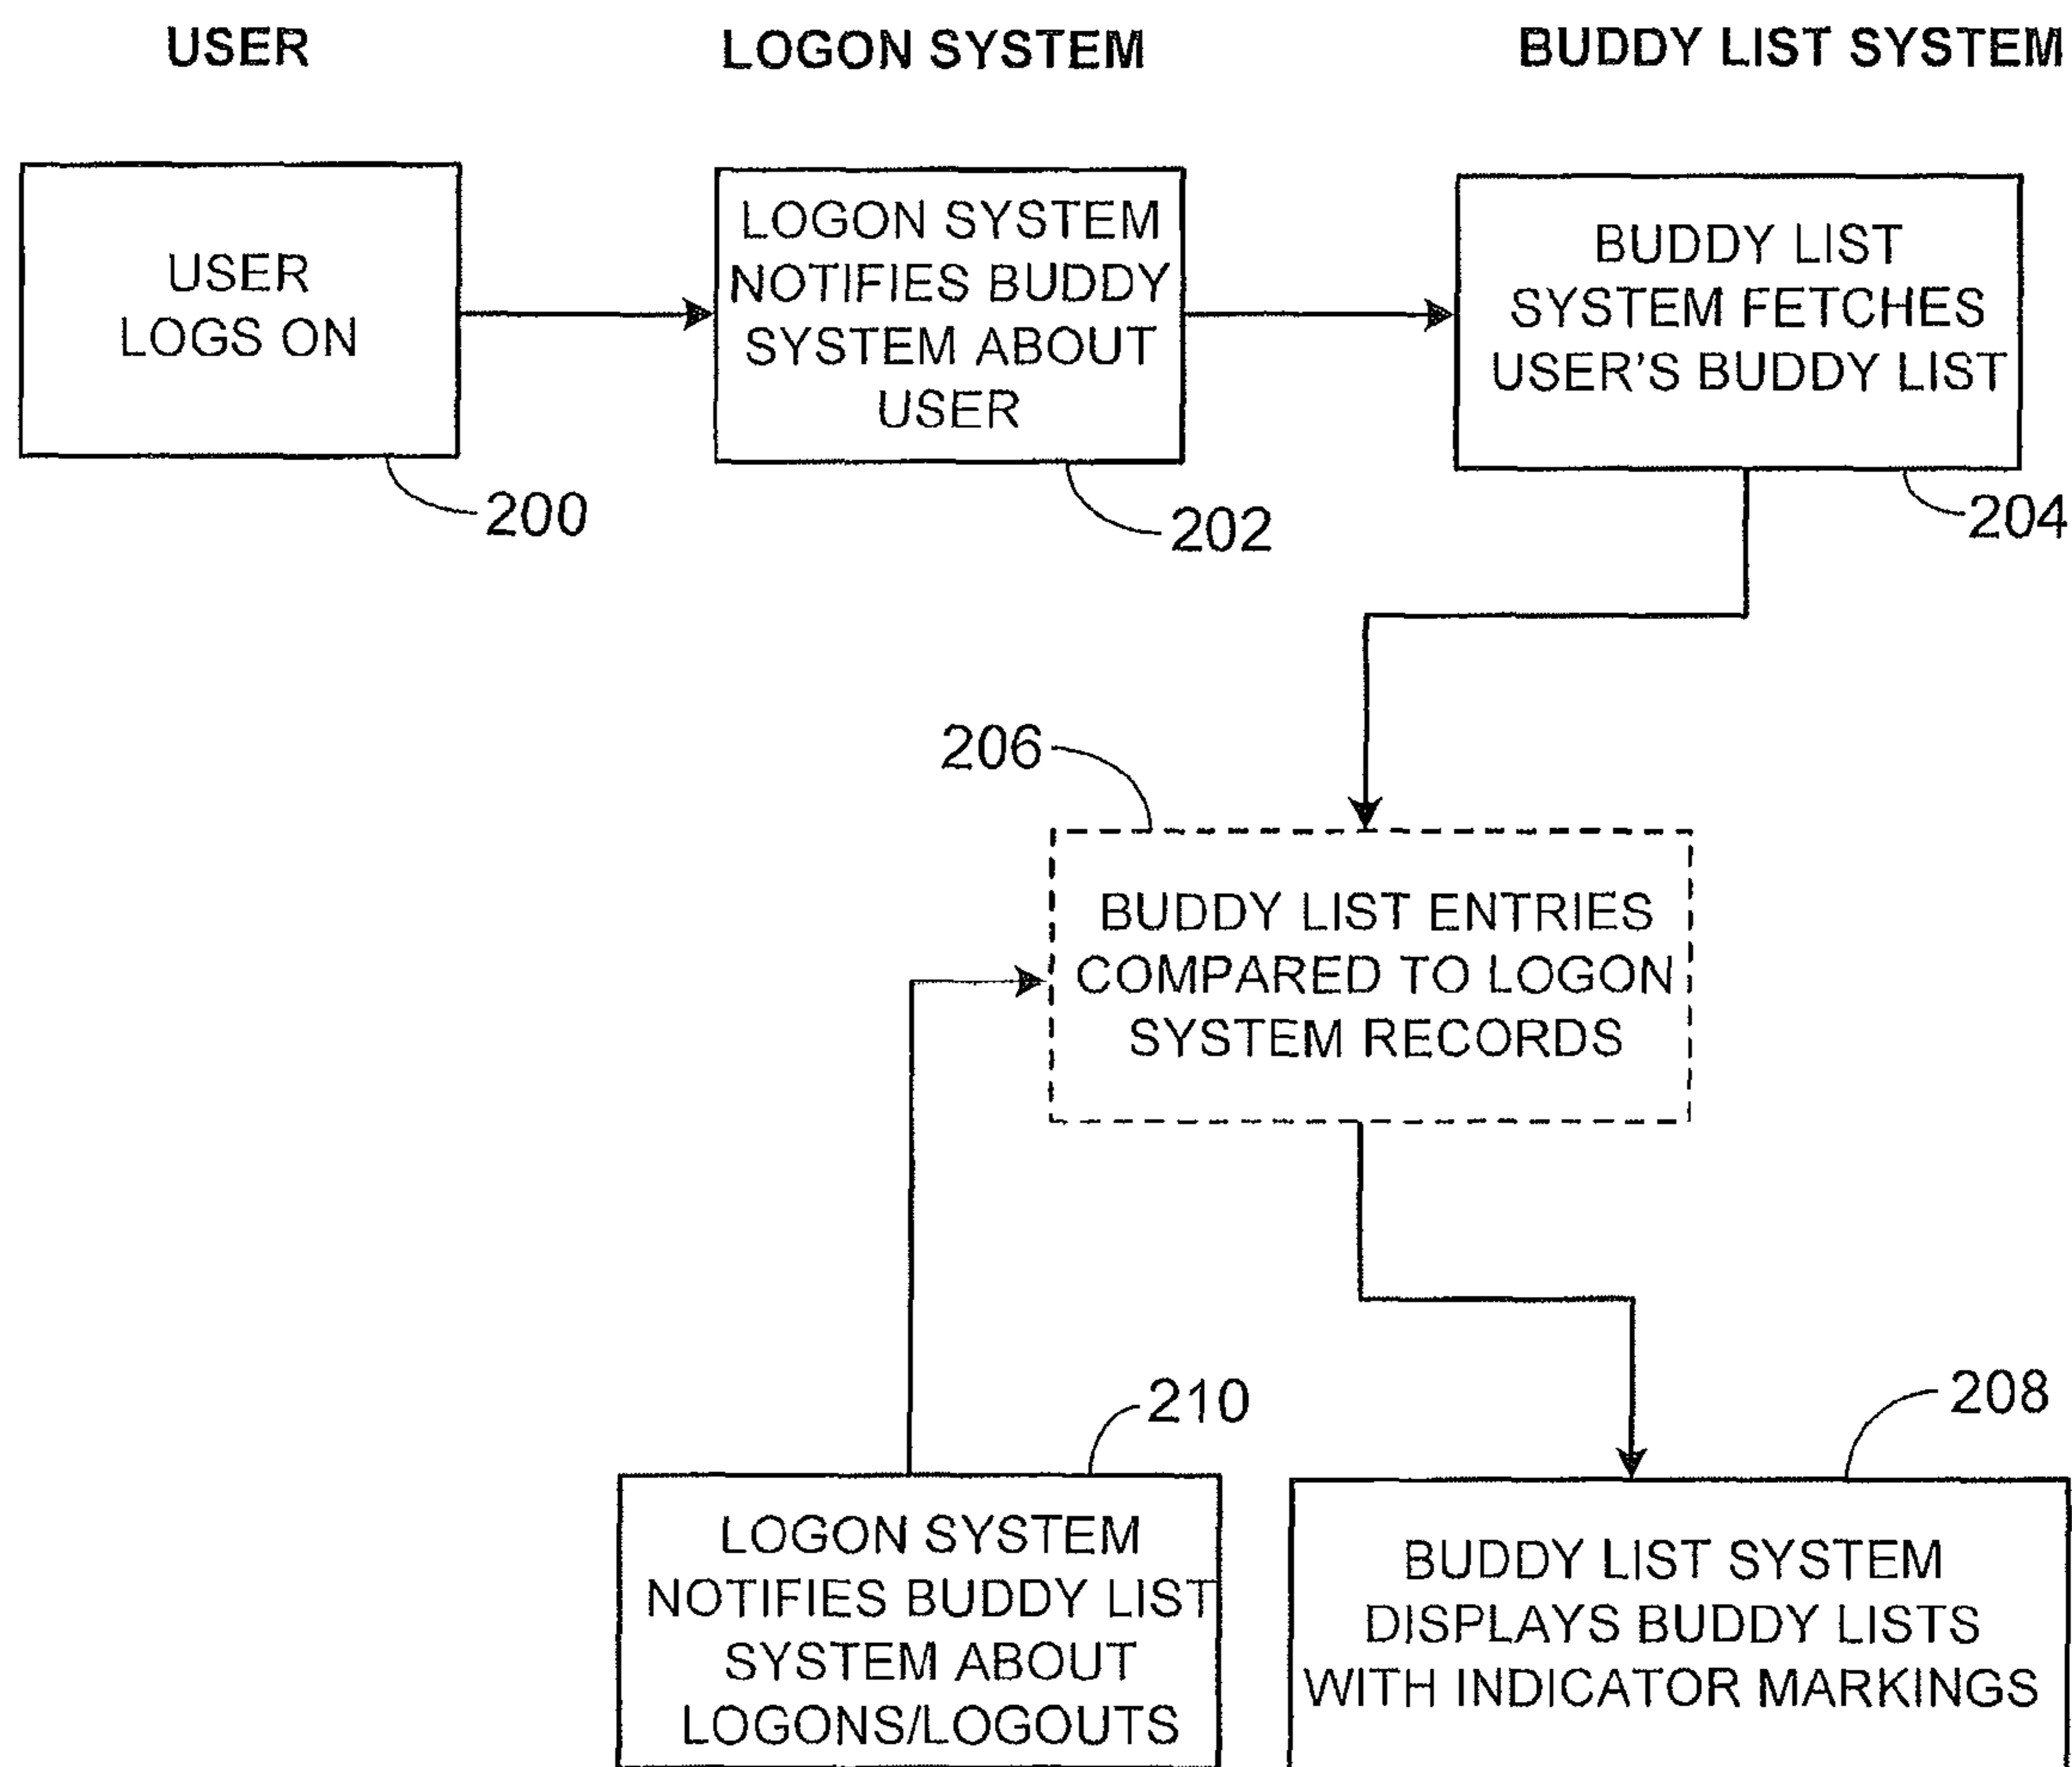 USER
LOGON SYSTEM
BUDDY LIST SYSTEM
USER
LOGS ON
200
LOGON SYSTEM
NOTIFIES BUDDY
SYSTEM ABOUT
USER
202
BUDDY LIST
SYSTEM FETCHES
USER'S BUDDY LIST
204
206
BUDDY LIST ENTRIES
COMPARED TO LOGON
SYSTEM RECORDS
210
LOGON SYSTEM
NOTIFIES BUDDY LIST
SYSTEM ABOUT
LOGONS/LOGOUTS
208
BUDDY LIST SYSTEM
DISPLAYS BUDDY LISTS
WITH INDICATOR MARKINGS